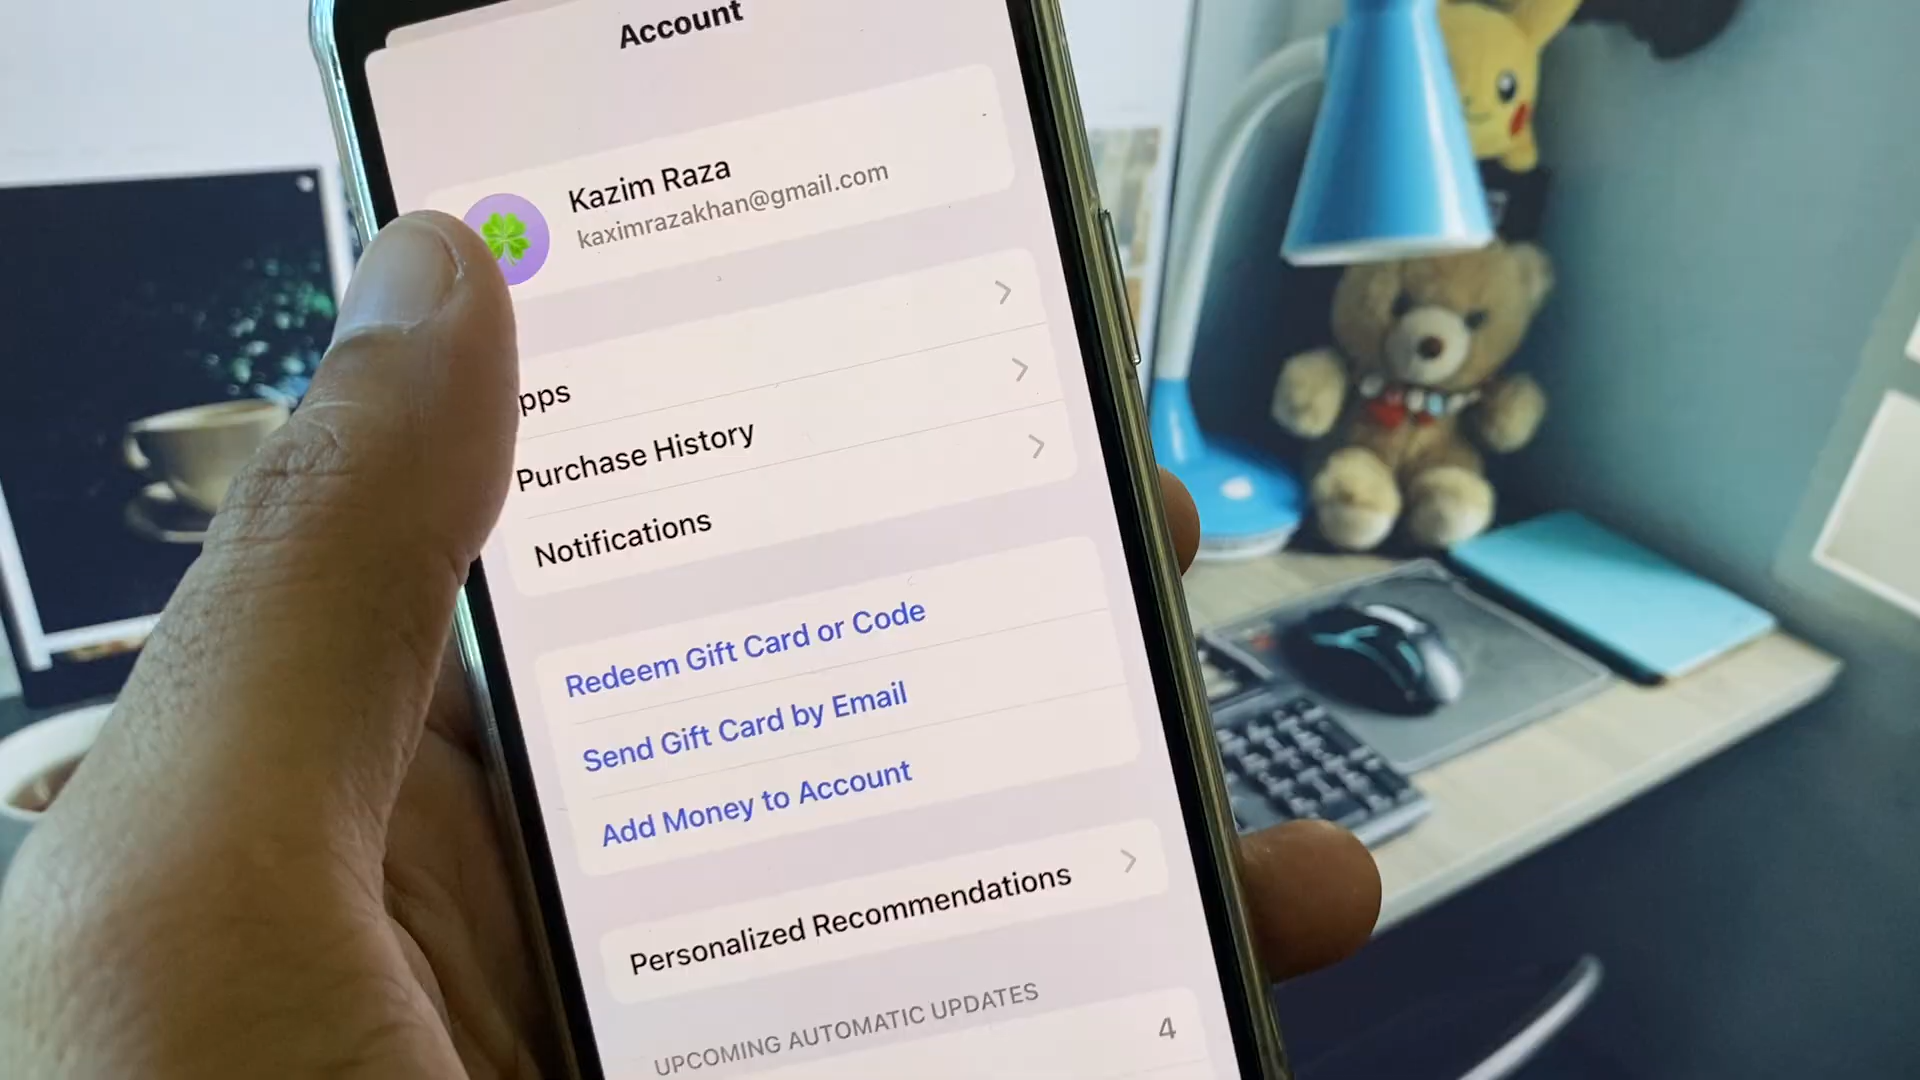 Account
Kazim Raza
kaximrazakhan@gmail.com
pps
Purchase History
Notifications
Redeem Gift Card or Code
Send Gift Card by Email
Add Money to Account
Personalized Recommendations
UPCOMING AUTOMATIC UPDATES
4